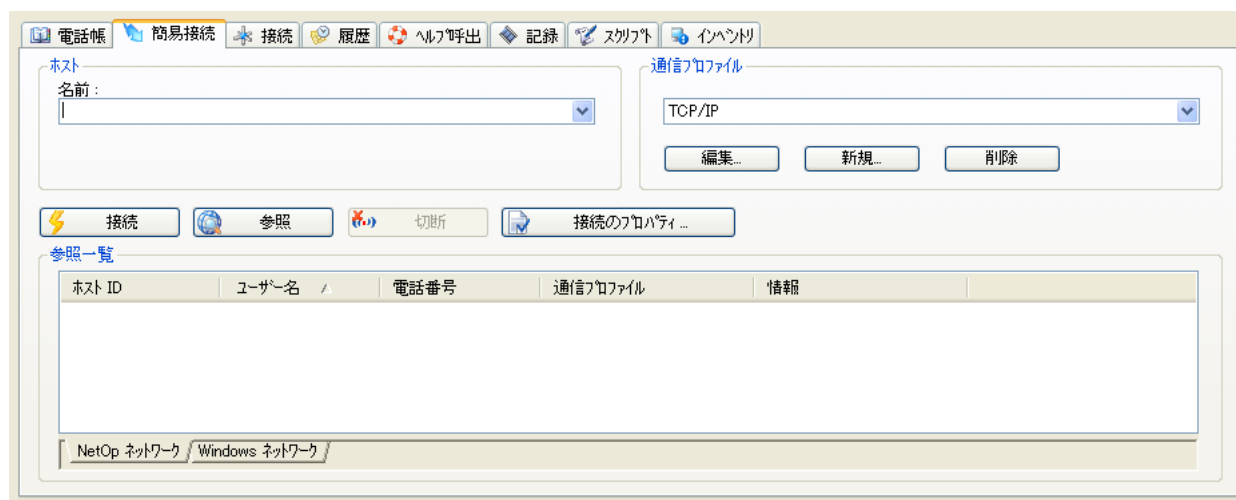 電話帳 簡易接続 接続 履歴 ﾍﾙﾌﾟ呼出 記録 ｽｸﾘﾌﾟﾄ ｲﾝﾍﾞﾝﾄﾘ
ﾎｽﾄ 通信ﾌﾟﾛﾌｧｲﾙ
名前：
TCP/IP
編集... 新規... 削除
接続 参照 切断 接続のﾌﾟﾛﾊﾟﾃｨ ...
参照一覧
ﾎｽﾄ ID ﾕｰｻﾞｰ名 電話番号 通信ﾌﾟﾛﾌｧｲﾙ 情報
NetOp ﾈｯﾄﾜｰｸ Windows ﾈｯﾄﾜｰｸ